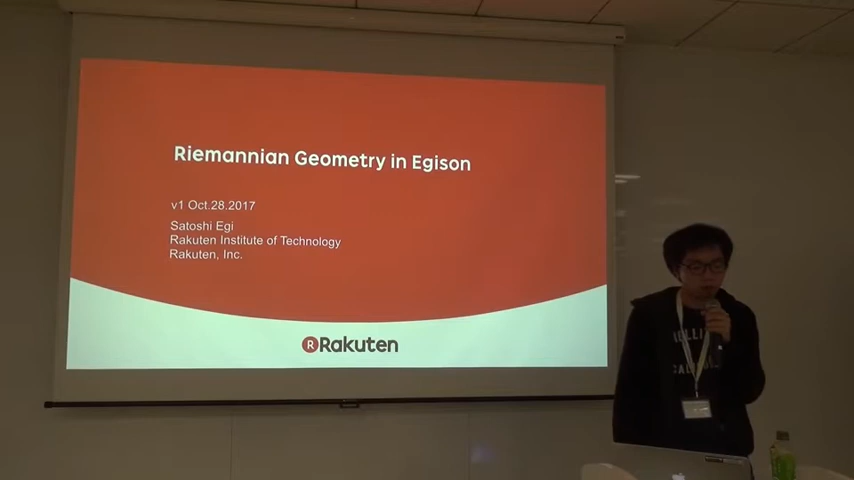 Riemannian Geometry in Egison
v1 Oct.28.2017
Satoshi Egi
Rakuten Institute of Technology
Rakuten, Inc.
R Rakuten